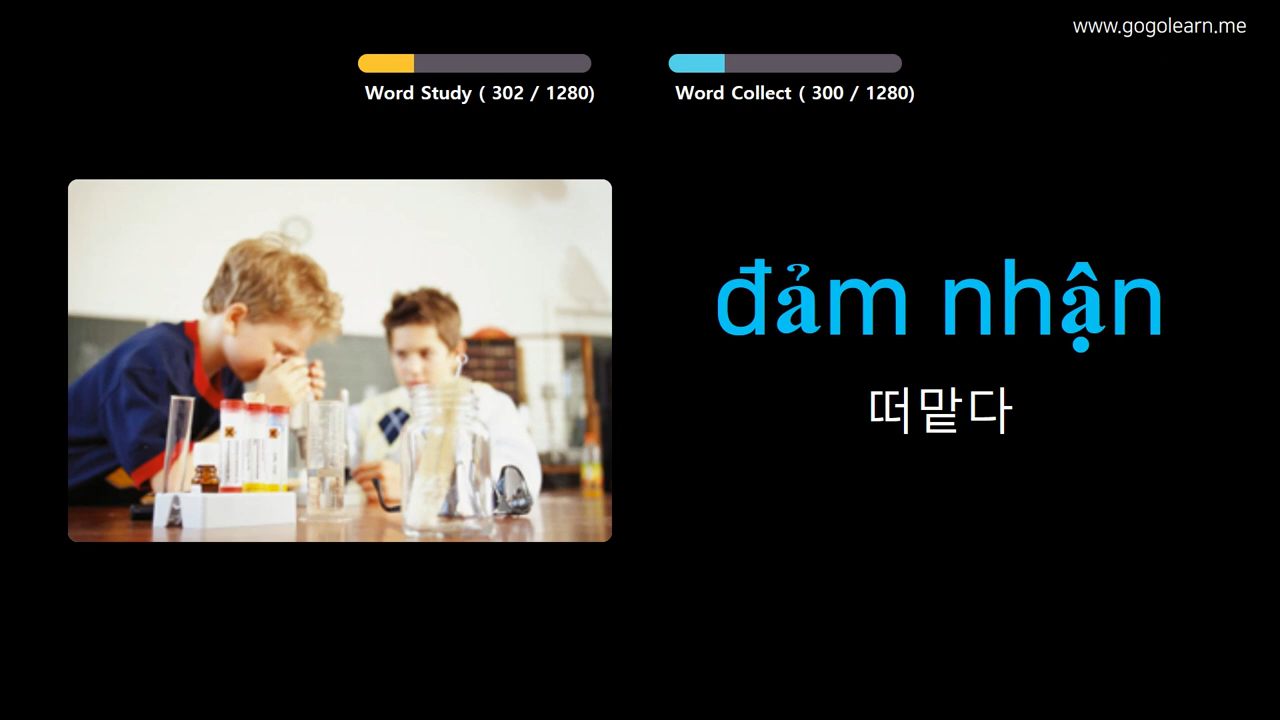 www.gogolearn.me
Word Study ( 302 / 1280)
Word Collect ( 300 / 1280)
đảm nhận
떠맡다